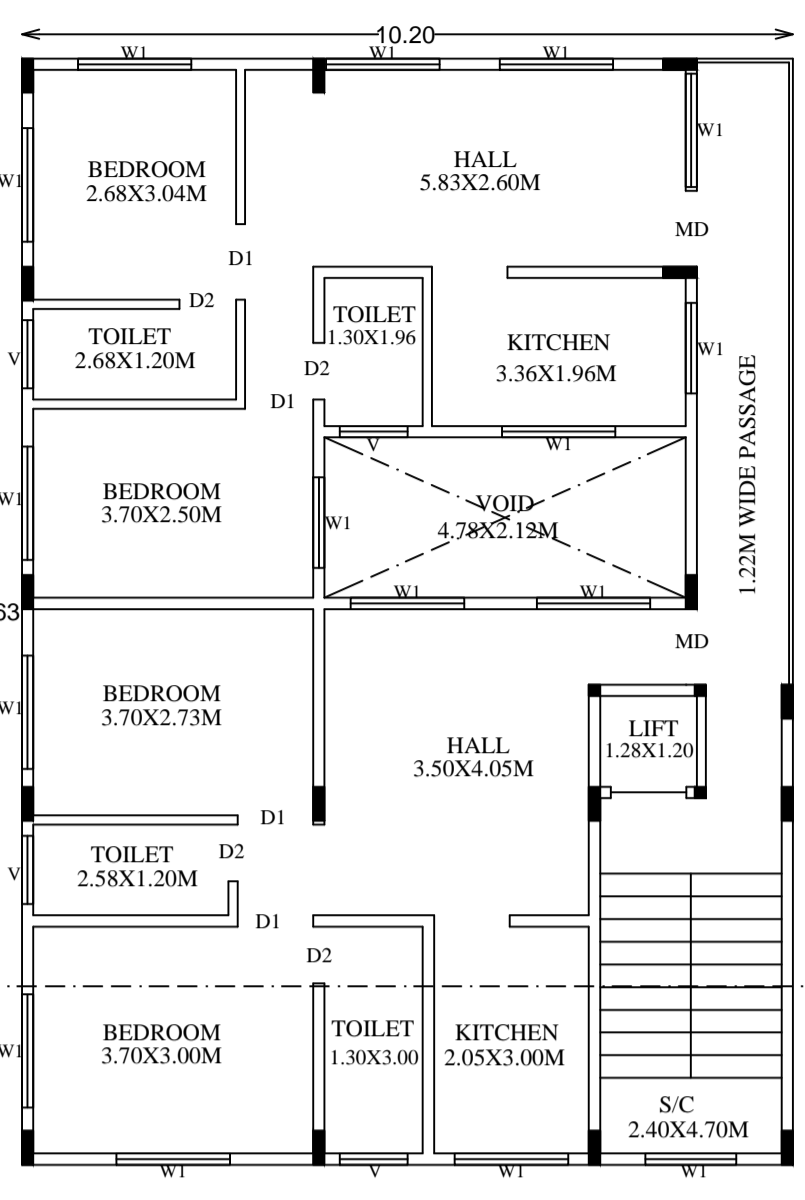 10.20
W1
W1
W1
W1
W1
BEDROOM
2.68X3.04M
HALL
5.83X2.60M
MD
D1
D2
TOILET
2.68X1.20M
V
TOILET
1.30X1.96
D2
D1
KITCHEN
3.36X1.96M
W1
1.22M WIDE PASSAGE
V
W1
BEDROOM
3.70X2.50M
W1
W1
VOID
4.78X2.12M
W1
W1
63
MD
BEDROOM
3.70X2.73M
W1
HALL
3.50X4.05M
LIFT
1.28X1.20
D1
D2
TOILET
2.58X1.20M
V
D1
D2
BEDROOM
3.70X3.00M
W1
TOILET
1.30X3.00
KITCHEN
2.05X3.00M
S/C
2.40X4.70M
W1
V
W1
W1